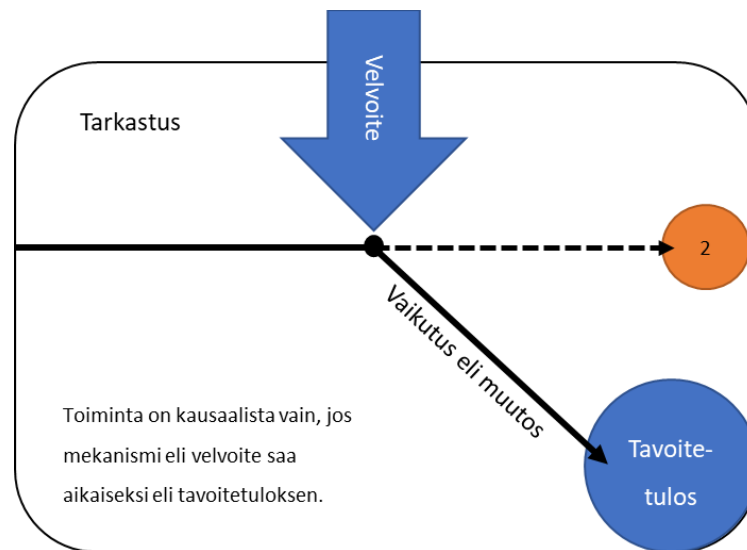 Velvoite
Tarkastus
2
Vaikutus eli muutos
Toiminta on kausaalista vain, jos
mekanismi eli velvoite saa
aikaiseksi eli tavoitetuloksen.
Tavoite-
tulos